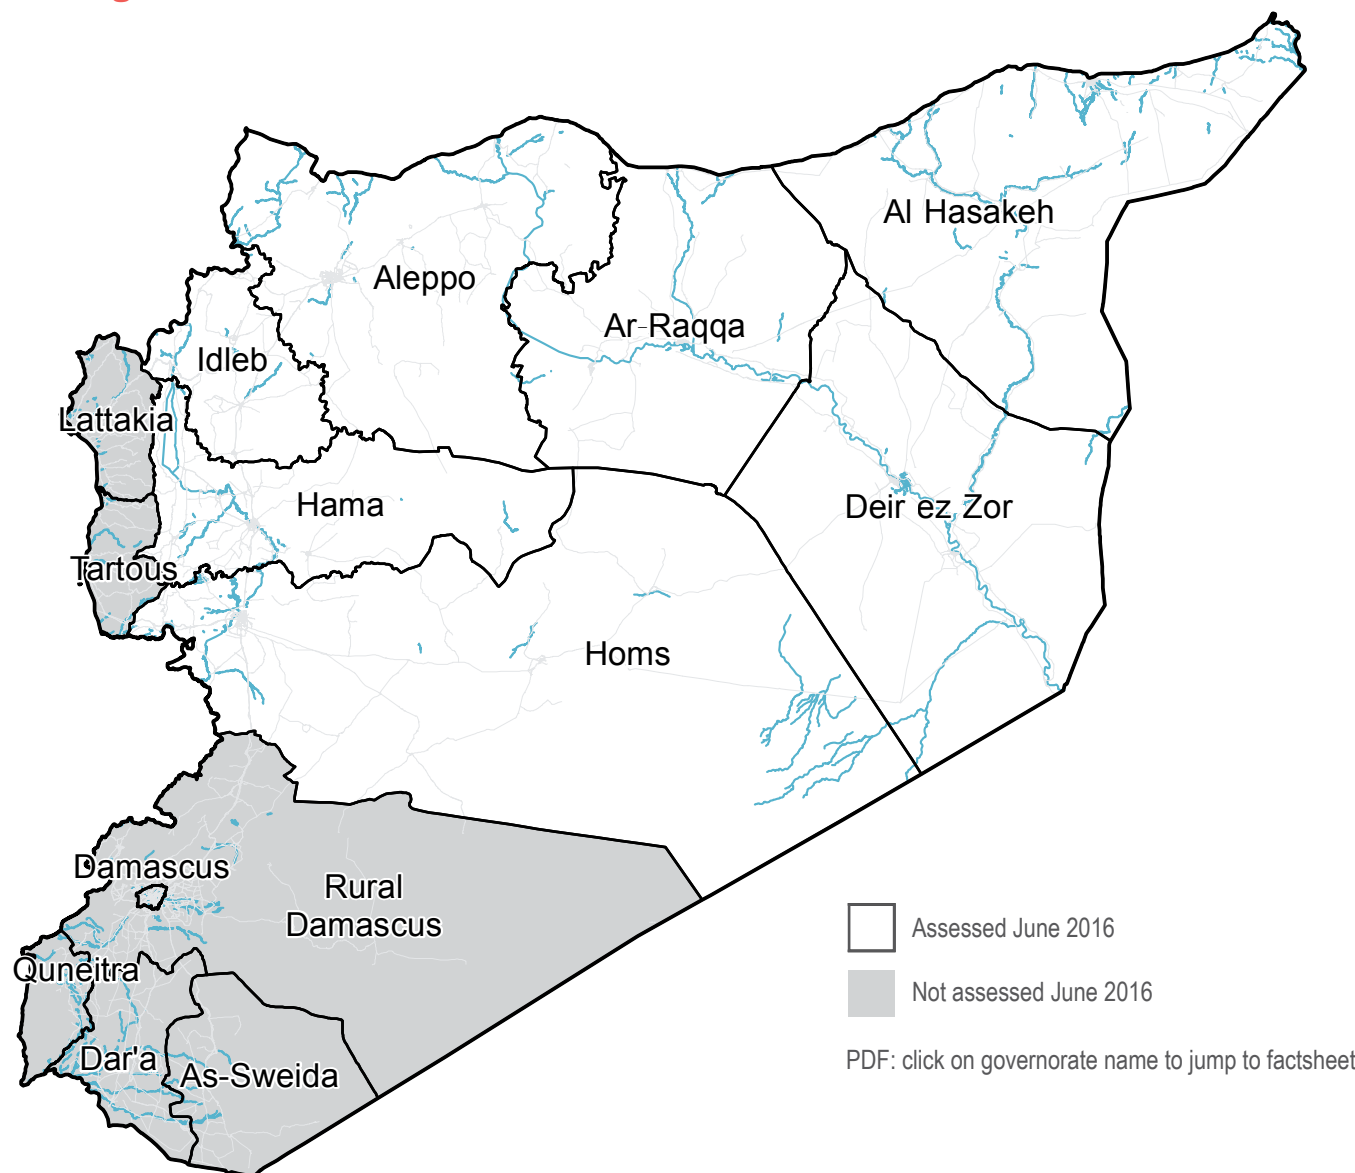 Al Hasakeh
Aleppo
Ar-Raqqa
Idleb
Lattakia
Hama
Deir ez Zor
Tartous
Homs
Damascus
Rural
Damascus
Quneitra
Dar'a
As-Sweida
Assessed June 2016
Not assessed June 2016
PDF: click on governorate name to jump to factsheet